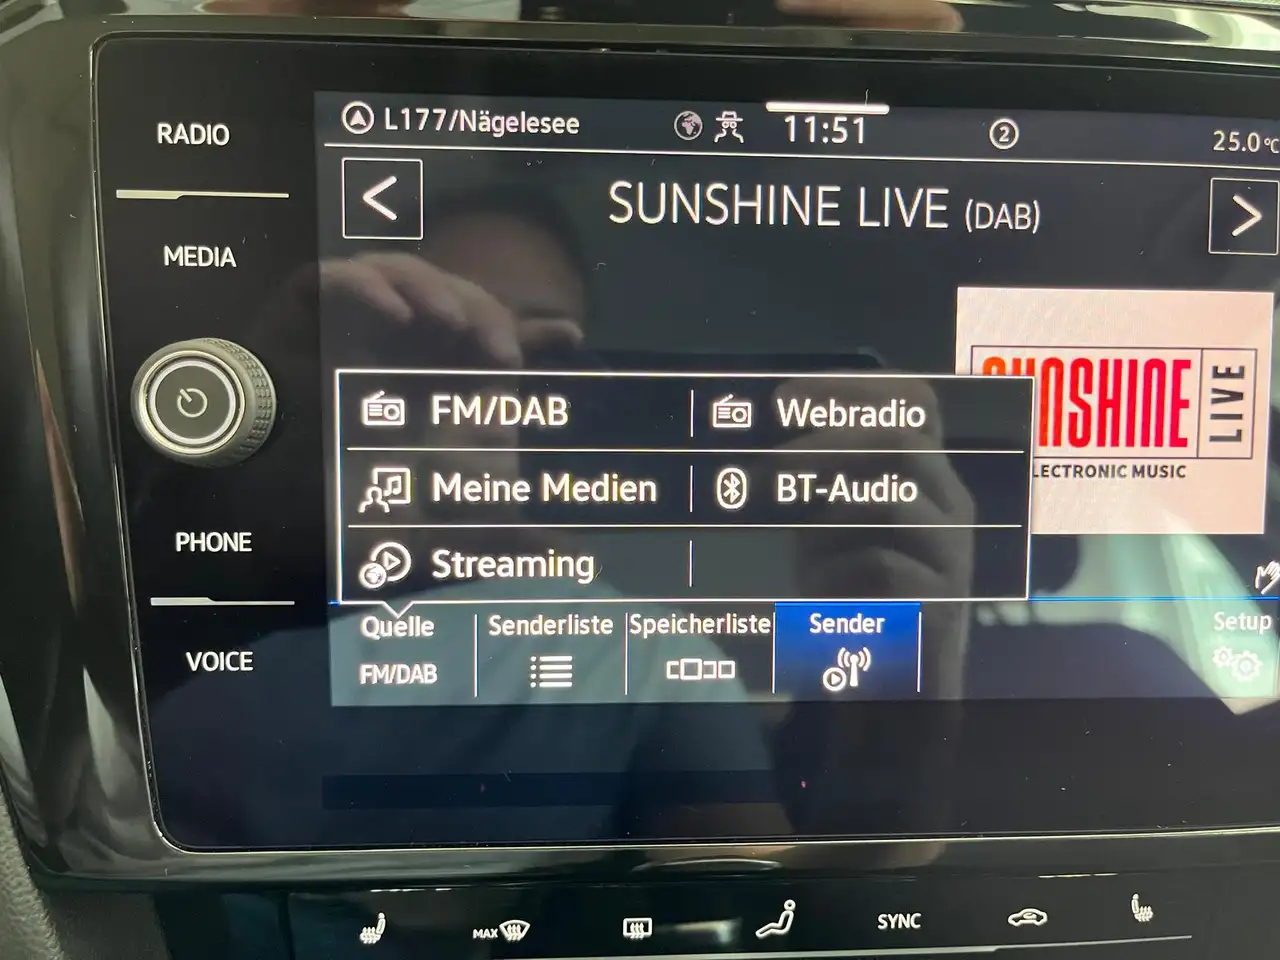 RADIO
MEDIA
PHONE
VOICE
L177/Nägelesee
11:51
2
25.0°C
<
SUNSHINE LIVE (DAB)
>
SUNSHINE
LIVE
LECTRONIC MUSIC
FM/DAB
Webradio
Meine Medien
BT-Audio
Streaming
Quelle
FM/DAB
Senderliste
Speicherliste
Sender
Setup
MAX
SYNC